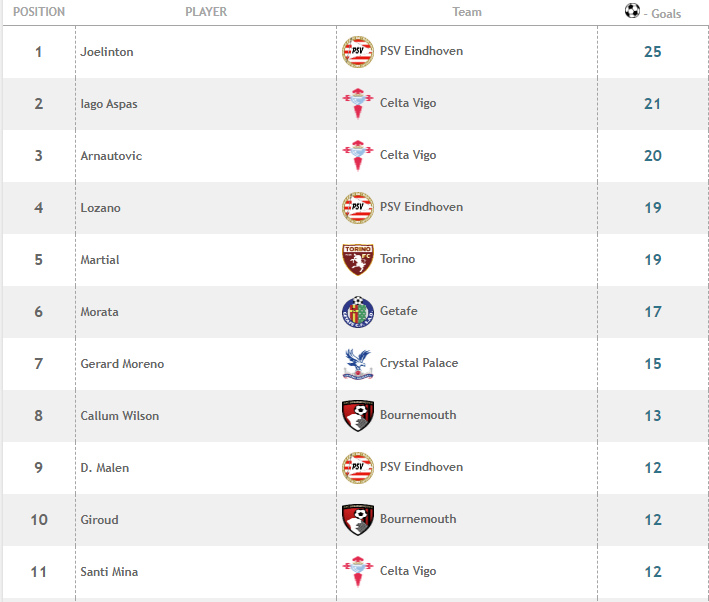 POSITION PLAYER Team - Goals
1 Joelinton PSV PSV Eindhoven 25
2 Iago Aspas Celta Vigo 21
3 Arnautovic Celta Vigo 20
4 Lozano PSV PSV Eindhoven 19
5 Martial TORINO FC Torino 19
6 Morata Getafe 17
7 Gerard Moreno Crystal Palace 15
8 Callum Wilson Bournemouth 13
9 D. Malen PSV PSV Eindhoven 12
10 Giroud Bournemouth 12
11 Santi Mina Celta Vigo 12